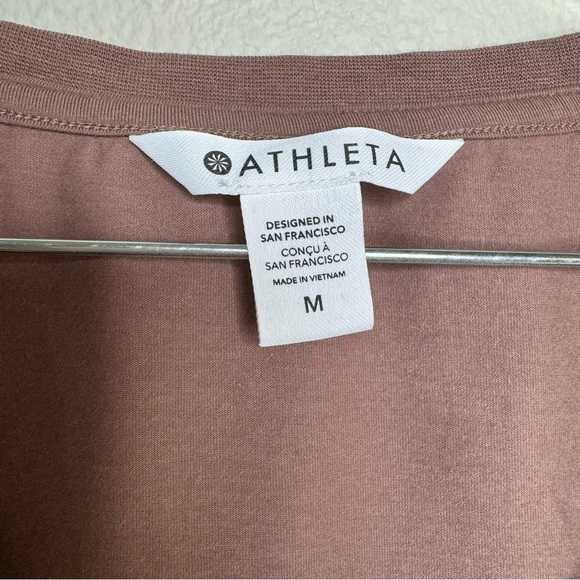 ATHLETA
DESIGNED IN
SAN FRANCISCO
CONÇU À
SAN FRANCISCO
MADE IN VIETNAM
M